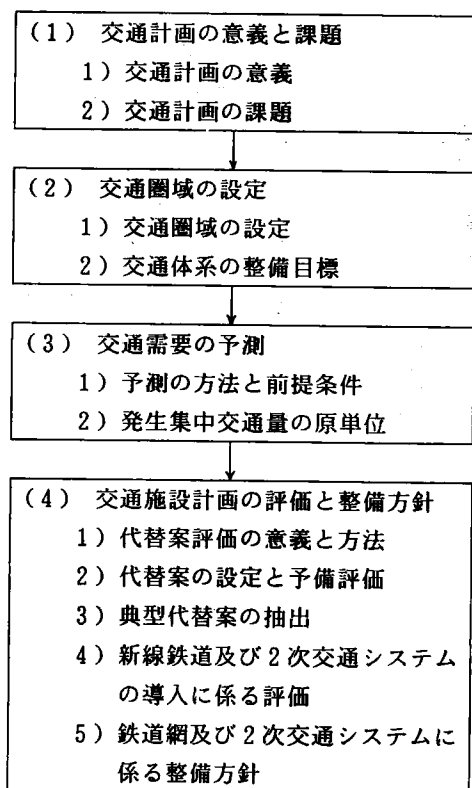 (1) 交通計画の意義と課題
1)交通計画の意義
2)交通計画の課題
(2) 交通圏域の設定
1)交通圏域の設定
2)交通体系の整備目標
(3) 交通需要の予測
1)予測の方法と前提条件
2)発生集中交通量の原単位
(4) 交通施設計画の評価と整備方針
1)代替案評価の意義と方法
2)代替案の設定と予備評価
3)典型代替案の抽出
4)新線鉄道及び2次交通システム
の導入に係る評価
5)鉄道網及び2次交通システムに
係る整備方針